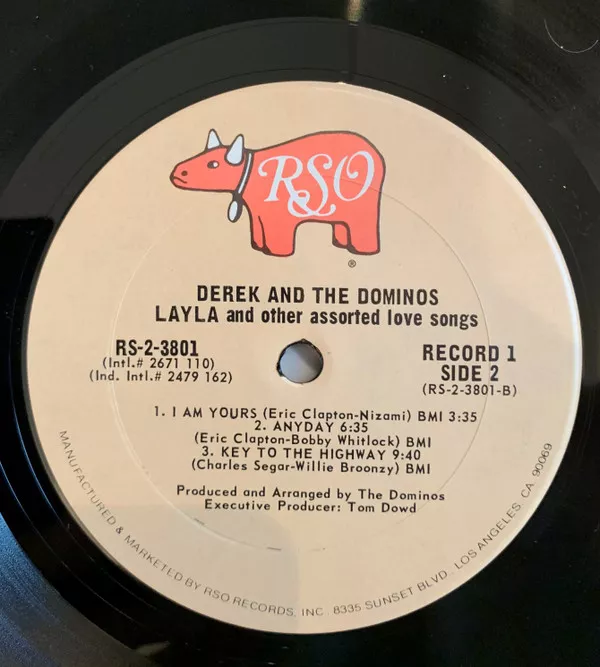 RSO
®
DEREK AND THE DOMINOS
LAYLA and other assorted love songs
RS-2-3801
(Intl.# 2671 110)
(Ind. Intl.# 2479 162)
RECORD 1
SIDE 2
(RS-2-3801-B)
1. I AM YOURS (Eric Clapton-Nizami) BMI 3:35
2. ANYDAY 6:35
(Eric Clapton-Bobby Whitlock) BMI
3. KEY TO THE HIGHWAY 9:40
(Charles Segar-Willie Broonzy) BMI
Produced and Arranged by The Dominos
Executive Producer: Tom Dowd
MANUFACTURED & MARKETED BY RSO RECORDS, INC. 8335 SUNSET BLVD., LOS ANGELES, CA. 90069